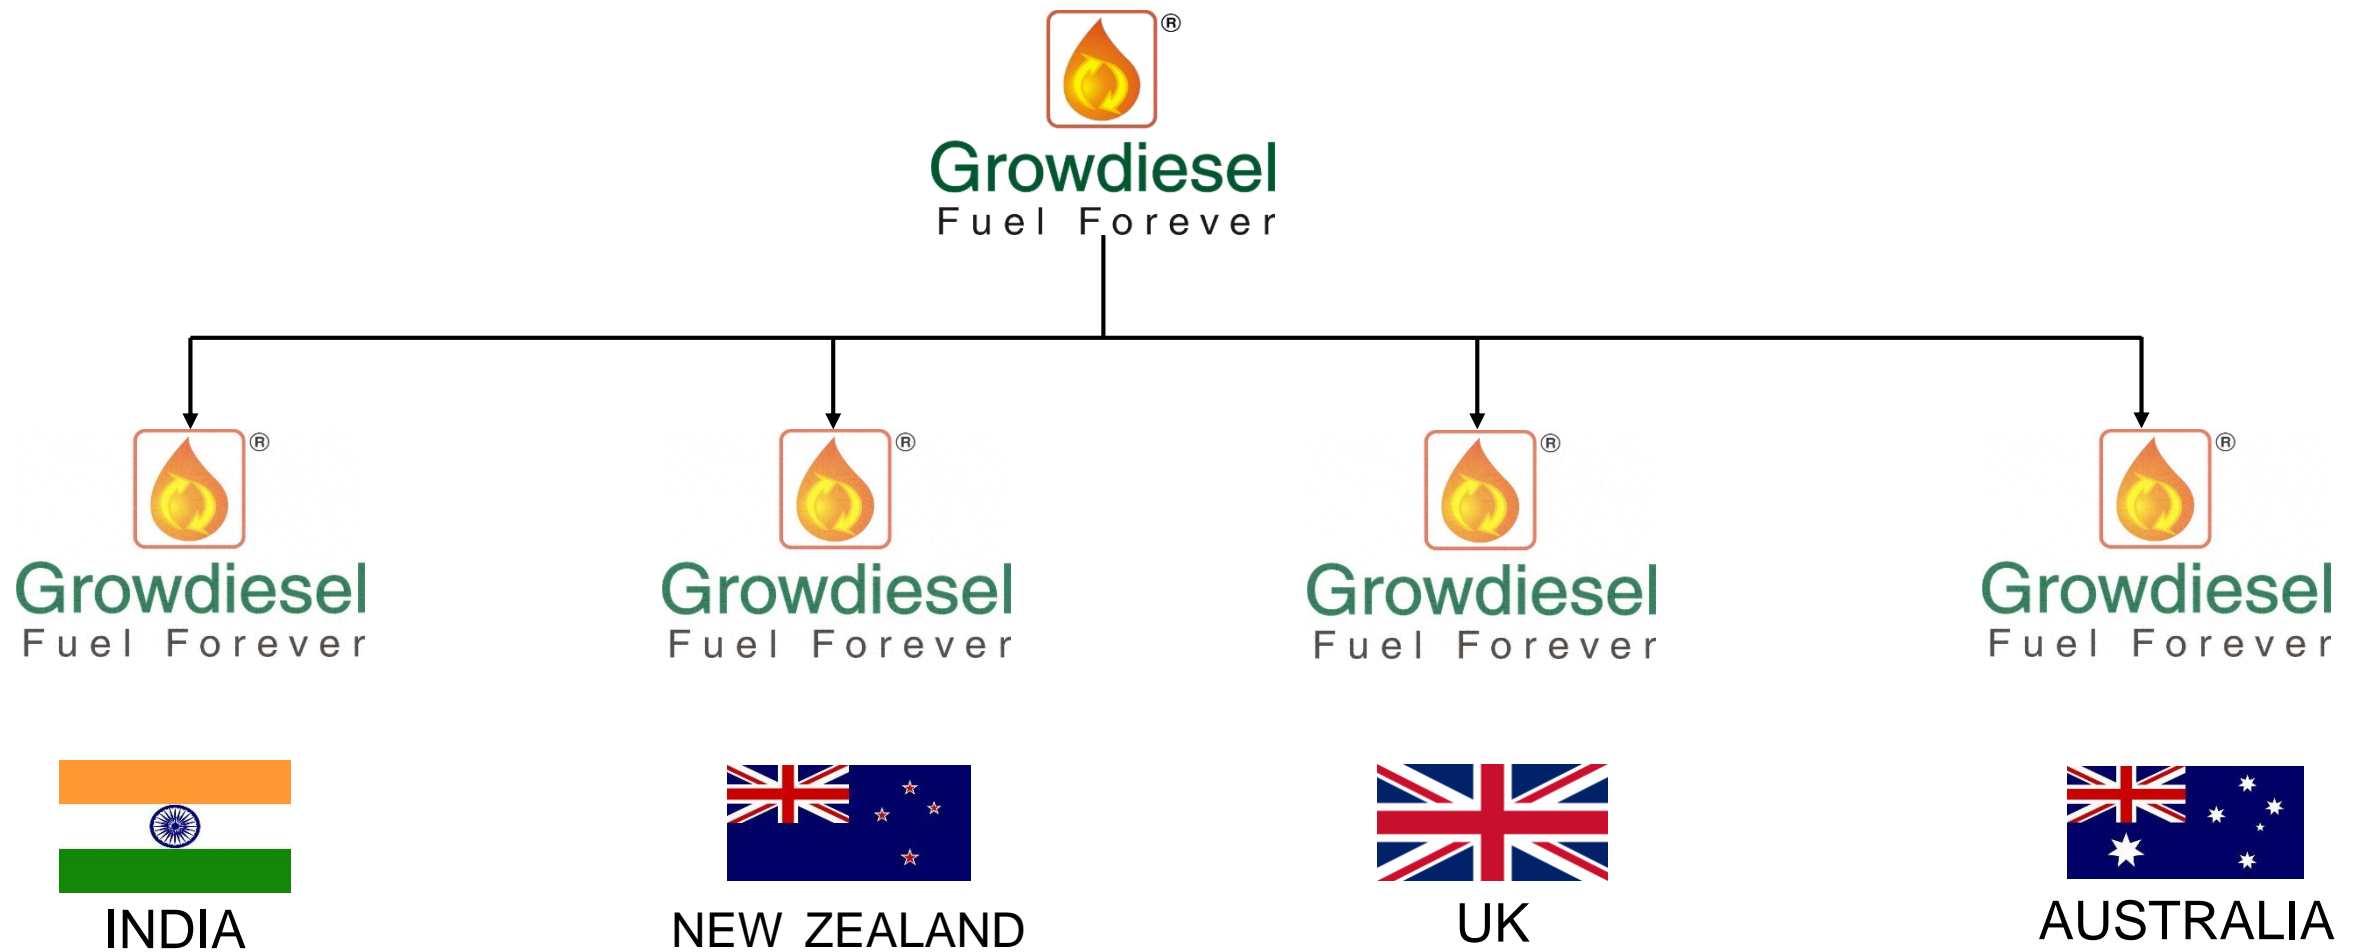 ®
Growdiesel
Fuel Forever
®
Growdiesel
Fuel Forever
®
Growdiesel
Fuel Forever
®
Growdiesel
Fuel Forever
®
Growdiesel
Fuel Forever
INDIA
NEW ZEALAND
UK
AUSTRALIA